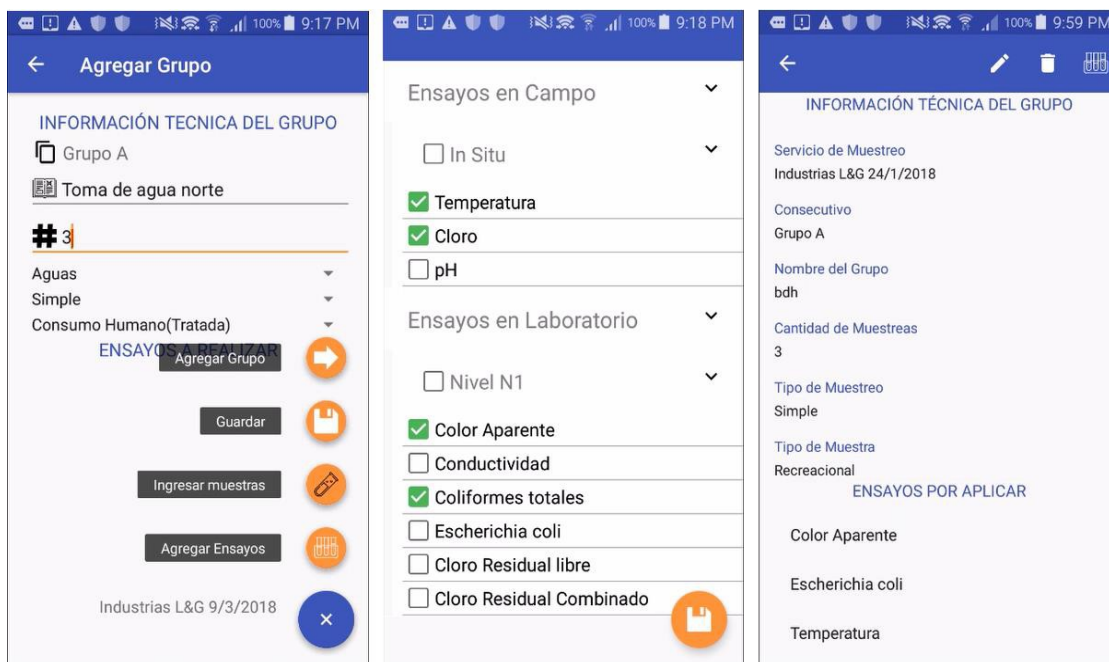 100% 9:17 PM
Agregar Grupo
INFORMACIÓN TECNICA DEL GRUPO
Grupo A
Toma de agua norte
# 3
Aguas
Simple
Consumo Humano(Tratada)
ENSAYOS A REALIZAR
Agregar Grupo
Guardar
Ingresar muestras
Agregar Ensayos
Industrias L&G 9/3/2018
100% 9:18 PM
Ensayos en Campo
In Situ
Temperatura
Cloro
pH
Ensayos en Laboratorio
Nivel N1
Color Aparente
Conductividad
Coliformes totales
Escherichia coli
Cloro Residual libre
Cloro Residual Combinado
100% 9:59 PM
INFORMACIÓN TÉCNICA DEL GRUPO
Servicio de Muestreo
Industrias L&G 24/1/2018
Consecutivo
Grupo A
Nombre del Grupo
bdh
Cantidad de Muestreas
3
Tipo de Muestreo
Simple
Tipo de Muestra
Recreacional
ENSAYOS POR APLICAR
Color Aparente
Escherichia coli
Temperatura